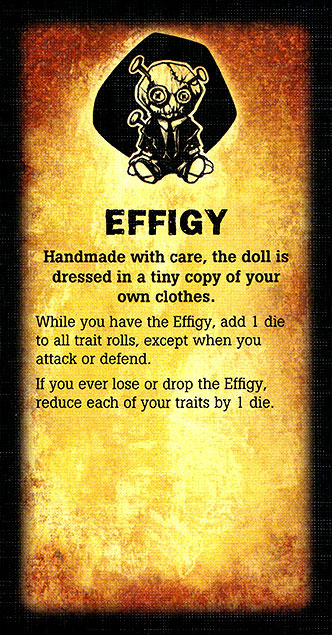 EFFIGY
Handmade with care, the doll is
dressed in a tiny copy of your
own clothes.
While you have the Effigy, add 1 die
to all trait rolls, except when you
attack or defend.
If you ever lose or drop the Effigy,
reduce each of your traits by 1 die.